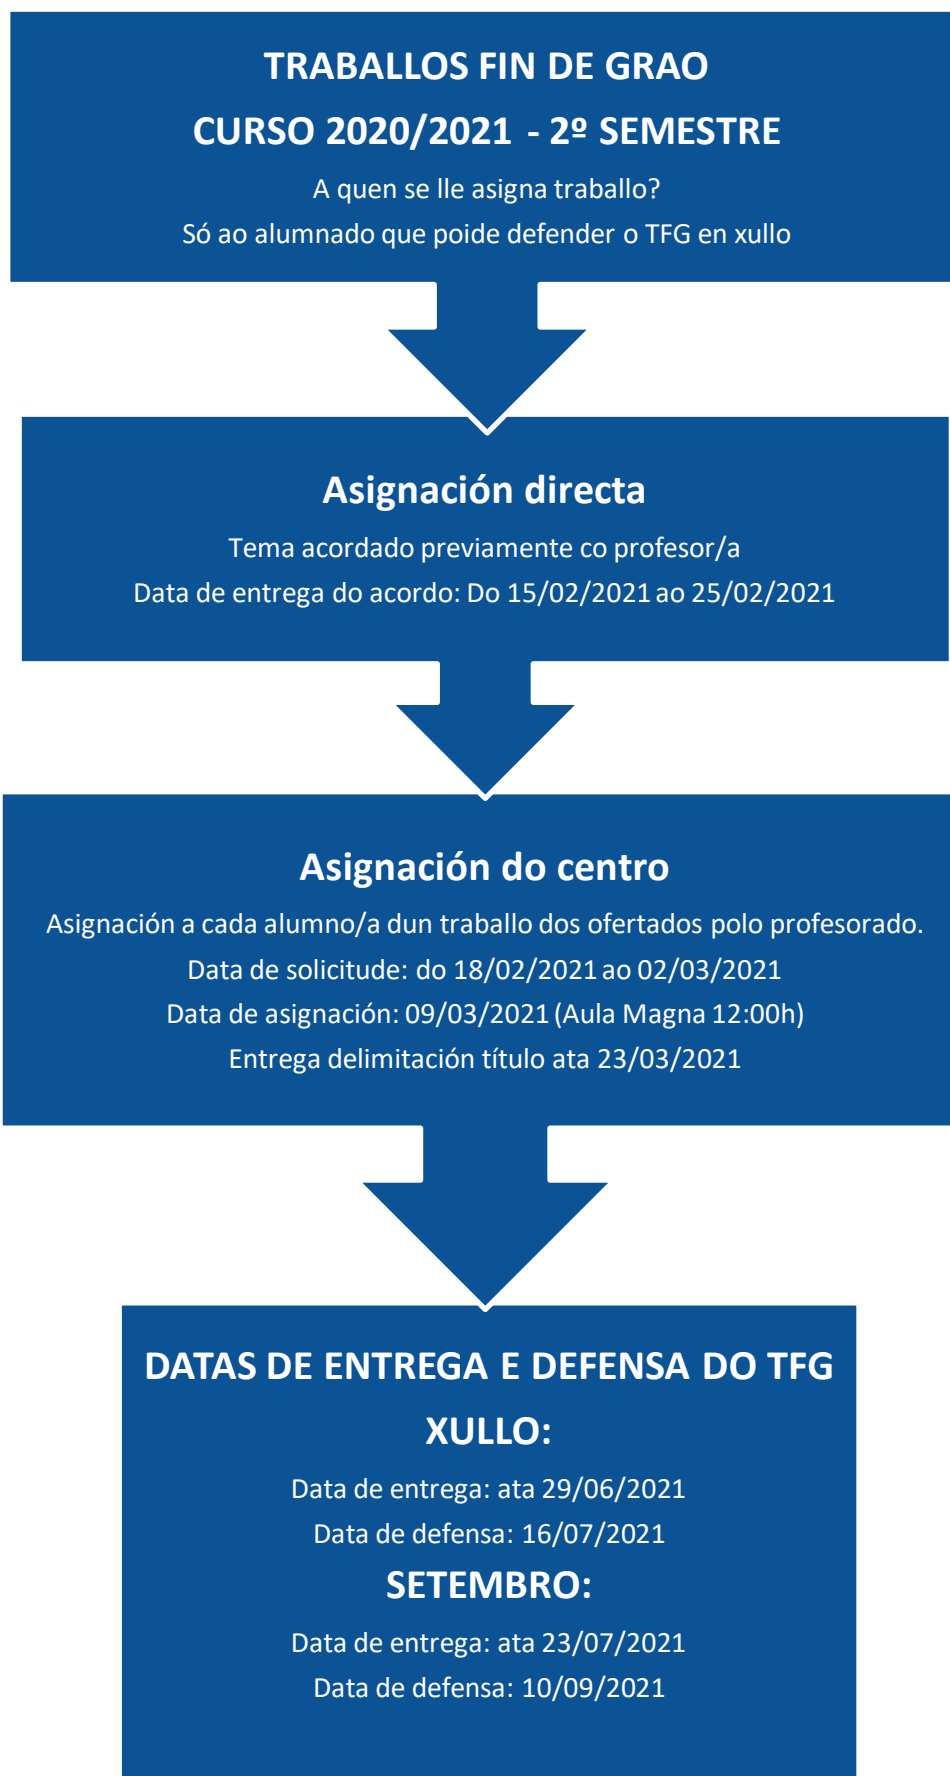 TRABALLOS FIN DE GRAO
CURSO 2020/2021 - 2º SEMESTRE
A quen se lle asigna traballo?
Só ao alumnado que poide defender o TFG en xullo
Asignación directa
Tema acordado previamente co profesor/a
Data de entrega do acordo: Do 15/02/2021 ao 25/02/2021
Asignación do centro
Asignación a cada alumno/a dun traballo dos ofertados polo profesorado.
Data de solicitude: do 18/02/2021 ao 02/03/2021
Data de asignación: 09/03/2021 (Aula Magna 12:00h)
Entrega delimitación título ata 23/03/2021
DATAS DE ENTREGA E DEFENSA DO TFG
XULLO:
Data de entrega: ata 29/06/2021
Data de defensa: 16/07/2021
SETEMBRO:
Data de entrega: ata 23/07/2021
Data de defensa: 10/09/2021